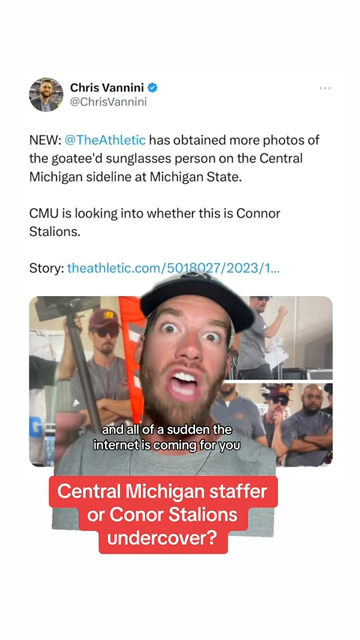 Chris Vannini
@ChrisVannini
NEW: @TheAthletic has obtained more photos of
the goatee'd sunglasses person on the Central
Michigan sideline at Michigan State.
CMU is looking into whether this is Connor
Stalions.
Story: theathletic.com/5018027/2023/1...
and all of a sudden the
internet is coming for you
Central Michigan staffer
or Conor Stalions
undercover?